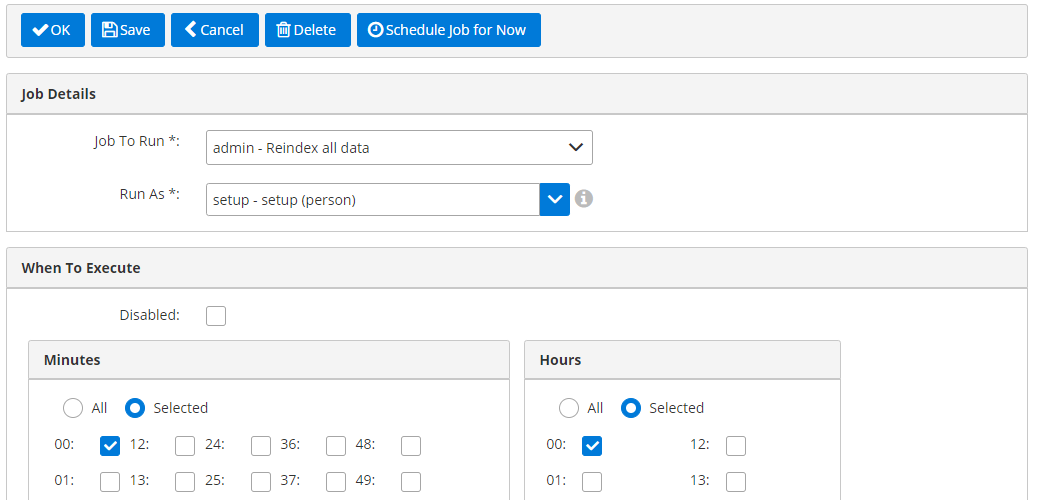 OK Save Cancel Delete Schedule Job for Now
Job Details
Job To Run *: admin - Reindex all data
Run As *: setup - setup (person)
When To Execute
Disabled:
Minutes
All Selected
00: 12: 24: 36: 48:
01: 13: 25: 37: 49:
Hours
All Selected
00: 12:
01: 13: